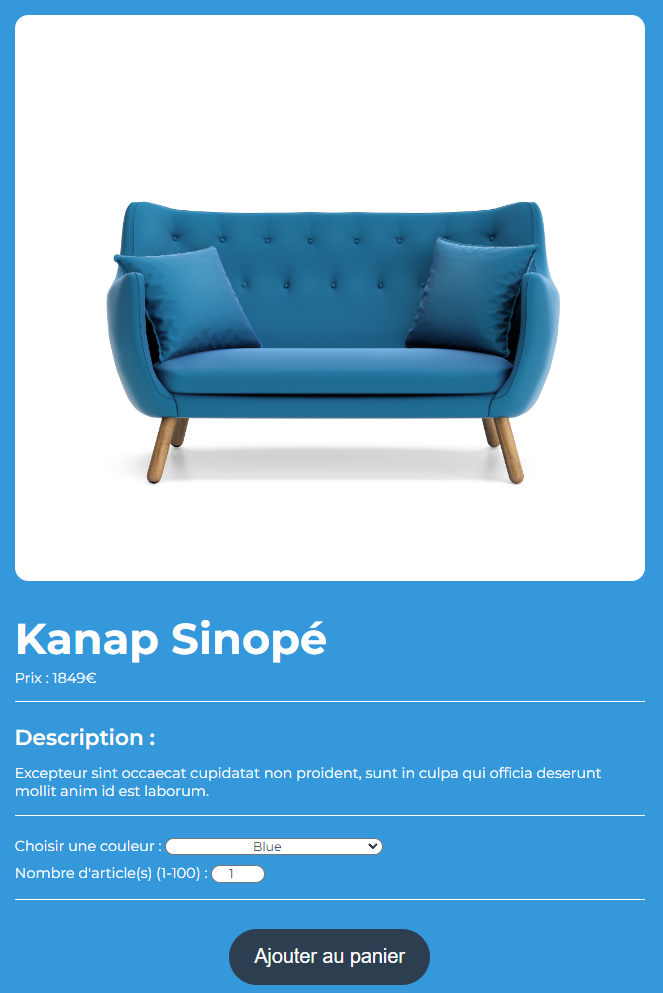 Kanap Sinopé
Prix : 1849€
Description :
Excepteur sint occaecat cupidatat non proident, sunt in culpa qui officia deserunt
mollit anim id est laborum.
Choisir une couleur : Blue
Nombre d'article(s) (1-100) : 1
Ajouter au panier